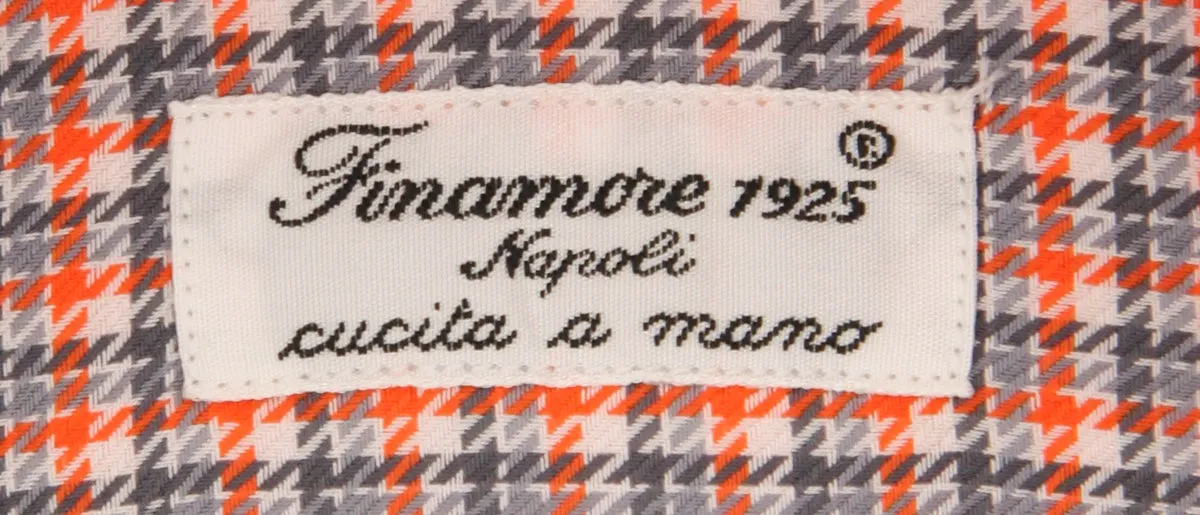 Finamore 1925®
Napoli
cucita a mano